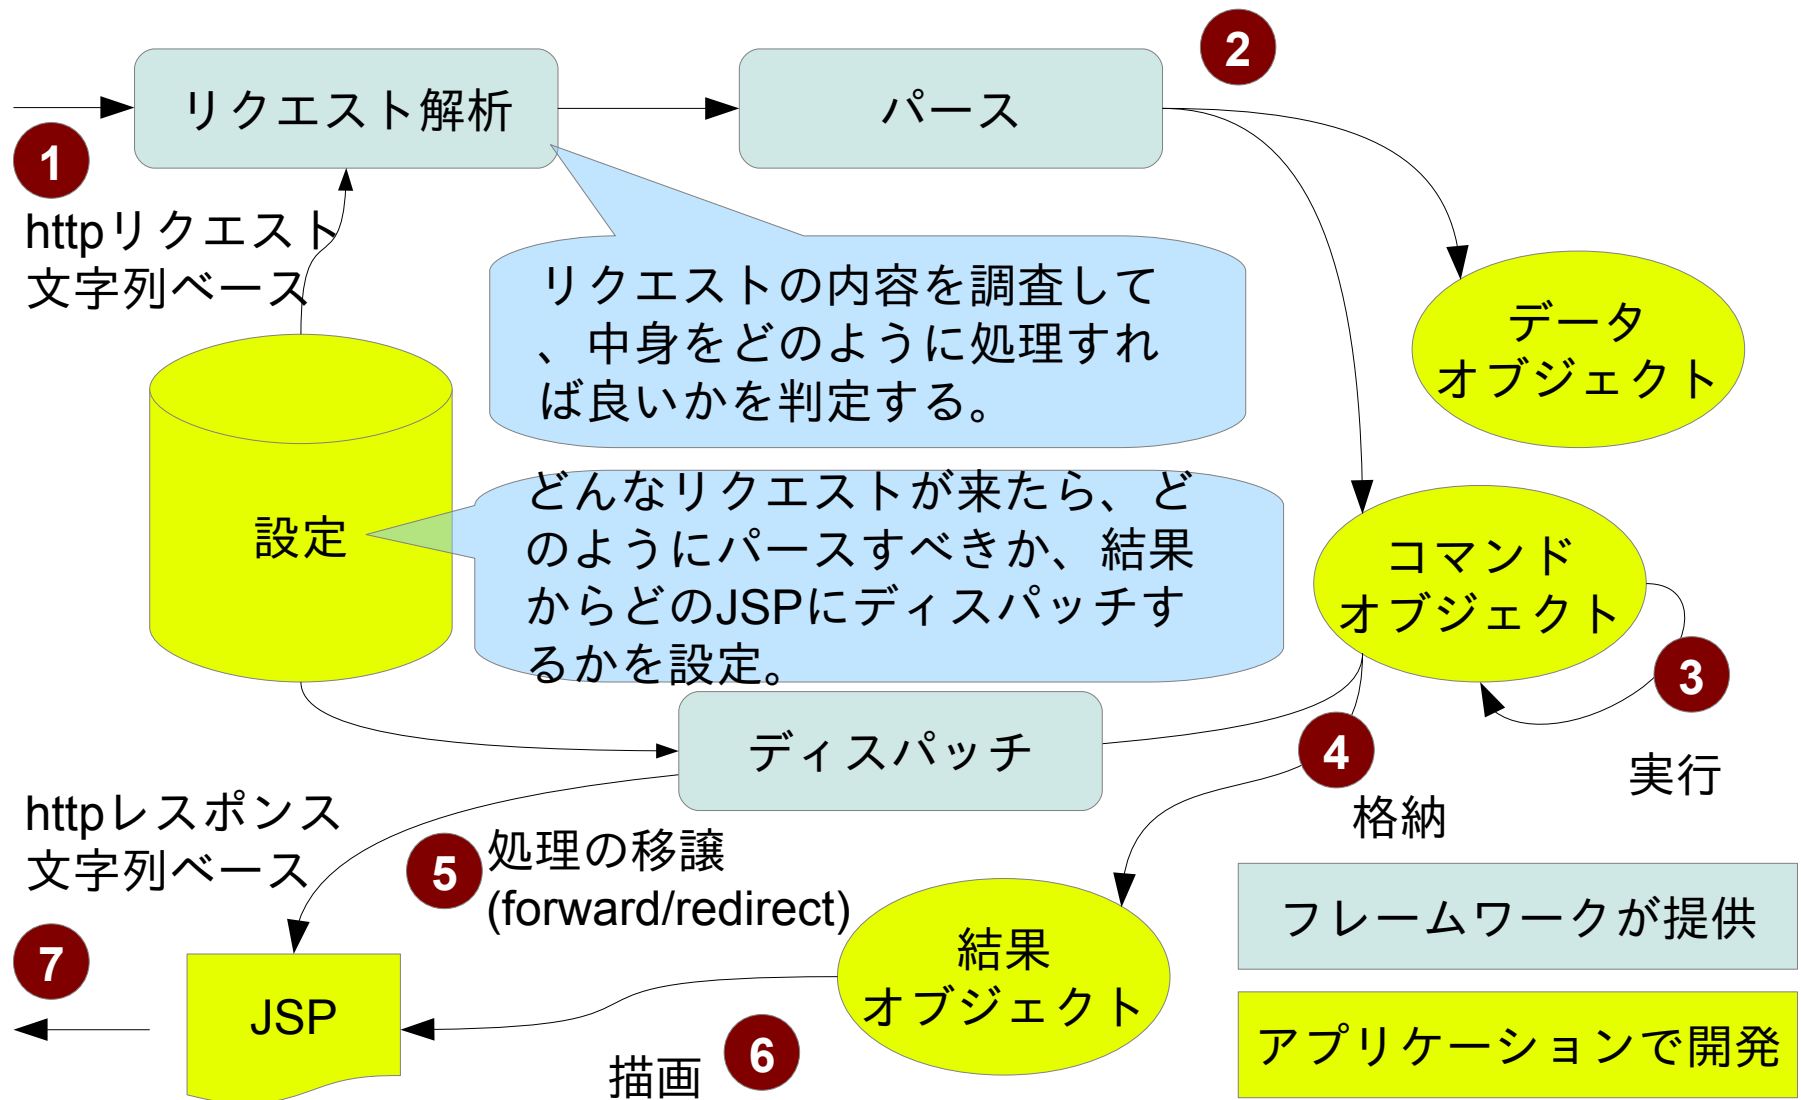 2
リクエスト解析
パース
1
httpリクエスト
文字列ベース
リクエストの内容を調査して
、中身をどのように処理すれ
ば良いかを判定する。
データ
オブジェクト
設定
どんなリクエストが来たら、ど
のようにパースすべきか、結果
からどのJSPにディスパッチす
るかを設定。
コマンド
オブジェクト
3
実行
ディスパッチ
4
格納
httpレスポンス
文字列ベース
5
処理の移譲
(forward/redirect)
7
JSP
結果
オブジェクト
6
描画
フレームワークが提供
アプリケーションで開発